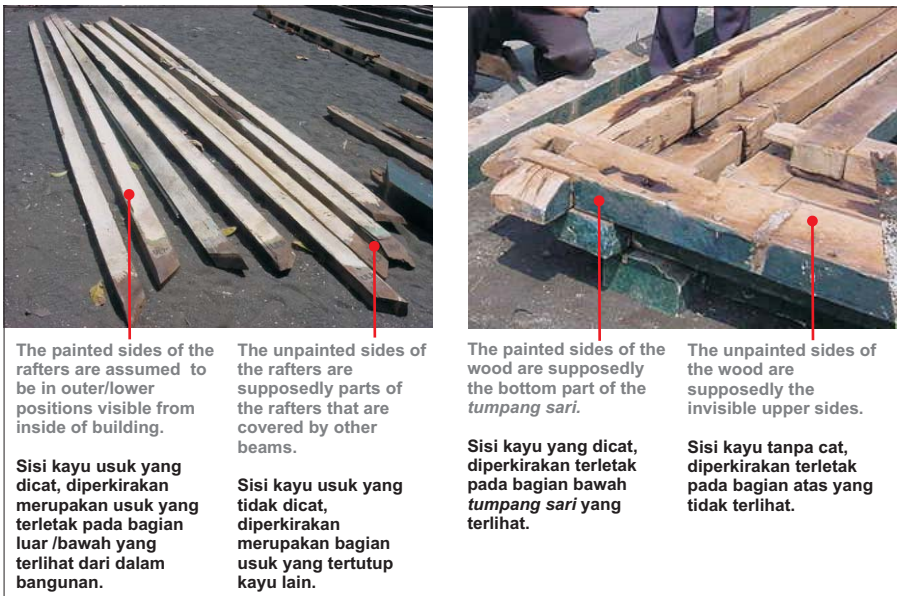 The painted sides of the
rafters are assumed to
be in outer/lower
positions visible from
inside of building.
Sisi kayu usuk yang
dicat, diperkirakan
merupakan usuk yang
terletak pada bagian
luar /bawah yang
terlihat dari dalam
bangunan.
The unpainted sides of
the rafters are
supposedly parts of
the rafters that are
covered by other
beams.
Sisi kayu usuk yang
tidak dicat,
diperkirakan
merupakan bagian
usuk yang tertutup
kayu lain.
The painted sides of the
wood are supposedly
the bottom part of the
tumpang sari.
Sisi kayu yang dicat,
diperkirakan terletak
pada bagian bawah
tumpang sari yang
terlihat.
The unpainted sides of
the wood are
supposedly the
invisible upper sides.
Sisi kayu tanpa cat,
diperkirakan terletak
pada bagian atas yang
tidak terlihat.